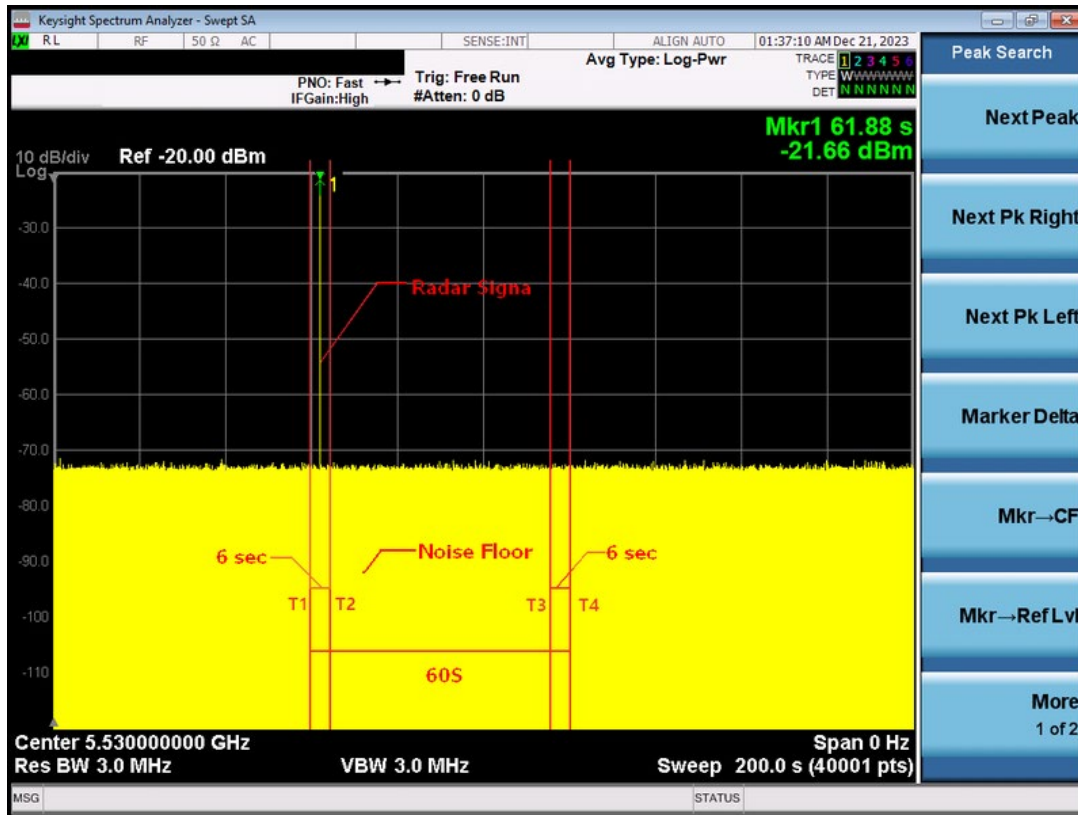 Keysight Spectrum Analyzer - Swept SA
LXI RL RF 50 Ω AC SENSE:INT ALIGN AUTO 01:37:10 AM Dec 21, 2023
PNO: Fast
IFGain:High
Trig: Free Run
#Atten: 0 dB
Avg Type: Log-Pwr
TRACE 1 2 3 4 5 6
TYPE WWWWWW
DET N N N N N N
Mkr1 61.88 s
-21.66 dBm
10 dB/div Ref -20.00 dBm
Log
1
-30.0
-40.0
Radar Signa
-50.0
-60.0
-70.0
-80.0
6 sec Noise Floor 6 sec
-90.0
T1 T2 T3 T4
-100
-110
60S
Center 5.530000000 GHz Span 0 Hz
Res BW 3.0 MHz VBW 3.0 MHz Sweep 200.0 s (40001 pts)
MSG STATUS
Peak Search
Next Peak
Next Pk Right
Next Pk Left
Marker Delta
Mkr→CF
Mkr→Ref Lvl
More
1 of 2